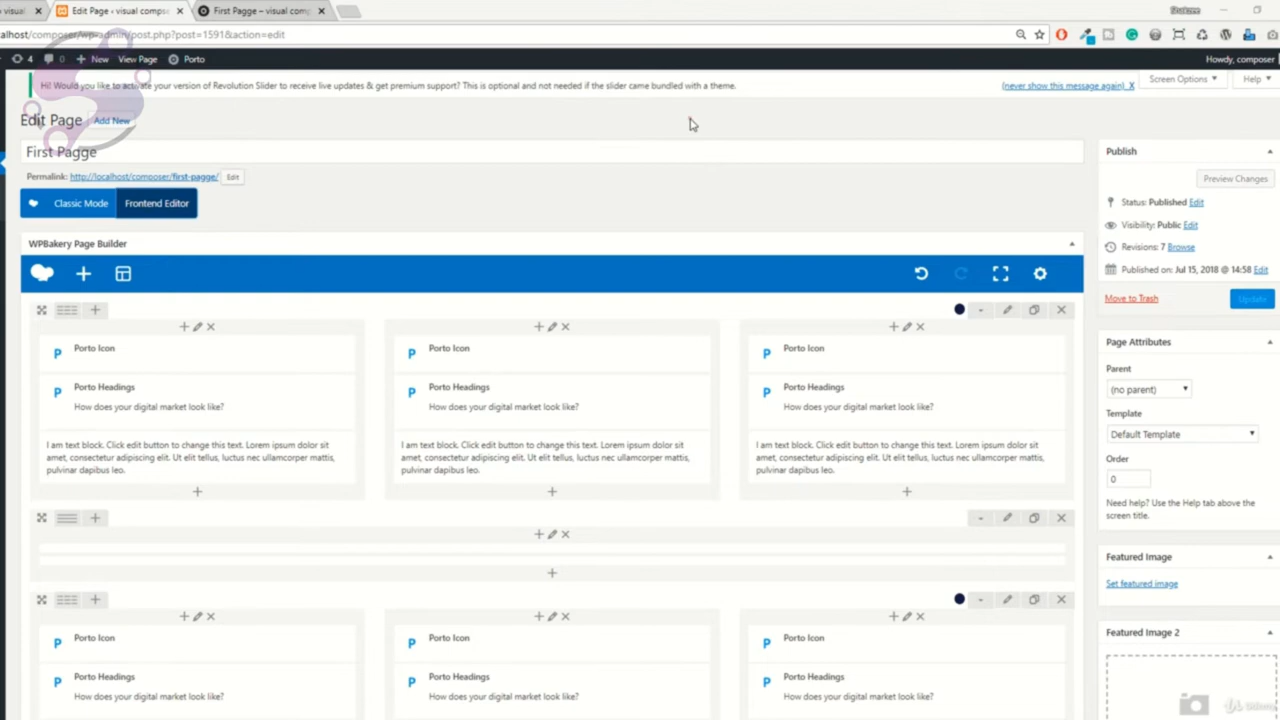 visual
Edit Page - visual compos
First Pagge – visual comp
Shahzee
alhost/composer/wp-admin/post.php?post=1591&action=edit
4 0 New View Page Porto Howdy, composer
Hi! Would you like to activate your version of Revolution Slider to receive live updates & get premium support? This is optional and not needed if the slider came bundled with a theme. (never show this message again) X
Screen Options Help
Edit Page Add New
First Pagge
Permalink: http://localhost/composer/first-pagge/ Edit
Classic Mode Frontend Editor
WPBakery Page Builder
Porto Icon
Porto Headings
How does your digital market look like?
I am text block. Click edit button to change this text. Lorem ipsum dolor sit
amet, consectetur adipiscing elit. Ut elit tellus, luctus nec ullamcorper mattis,
pulvinar dapibus leo.
Porto Icon
Porto Headings
How does your digital market look like?
I am text block. Click edit button to change this text. Lorem ipsum dolor sit
amet, consectetur adipiscing elit. Ut elit tellus, luctus nec ullamcorper mattis,
pulvinar dapibus leo.
Porto Icon
Porto Headings
How does your digital market look like?
I am text block. Click edit button to change this text. Lorem ipsum dolor sit
amet, consectetur adipiscing elit. Ut elit tellus, luctus nec ullamcorper mattis,
pulvinar dapibus leo.
Porto Icon
Porto Headings
How does your digital market look like?
Porto Icon
Porto Headings
How does your digital market look like?
Porto Icon
Porto Headings
How does your digital market look like?
Publish
Preview Changes
Status: Published Edit
Visibility: Public Edit
Revisions: 7 Browse
Published on: Jul 15, 2018 @ 14:58 Edit
Move to Trash Update
Page Attributes
Parent
(no parent)
Template
Default Template
Order
0
Need help? Use the Help tab above the
screen title.
Featured Image
Set featured image
Featured Image 2
Udemy